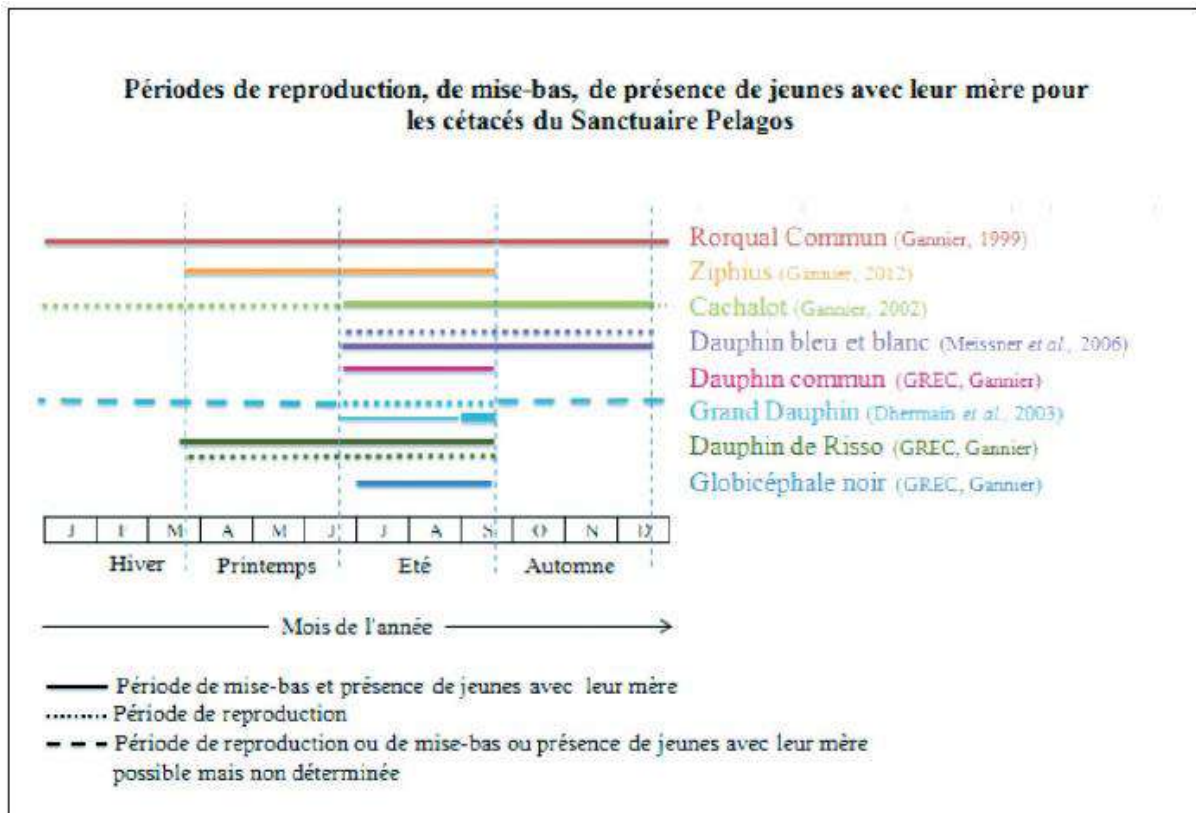 Périodes de reproduction, de mise-bas, de présence de jeunes avec leur mère pour
les cétacés du Sanctuaire Pelagos
Rorqual Commun (Gannier, 1999)
Ziphius (Gannier, 2012)
Cachalot (Gannier, 2002)
Dauphin bleu et blanc (Meissner et al., 2006)
Dauphin commun (GREC, Gannier)
Grand Dauphin (Dhermain et al., 2003)
Dauphin de Risso (GREC, Gannier)
Globicéphale noir (GREC, Gannier)
J F M A M J J A S O N D
Hiver Printemps Eté Automne
Mois de l'année
Période de mise-bas et présence de jeunes avec leur mère
Période de reproduction
Période de reproduction ou de mise-bas ou présence de jeunes avec leur mère
possible mais non déterminée